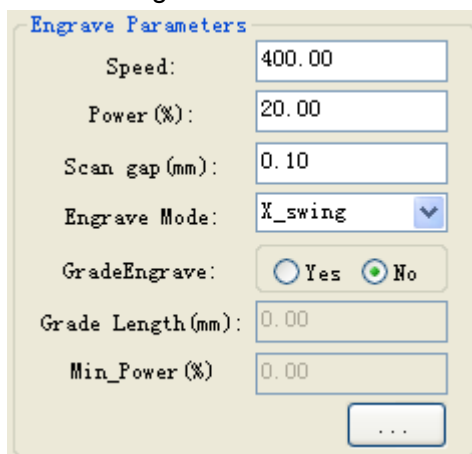 Engrave Parameters
Speed: 400.00
Power(%): 20.00
Scan gap(mm): 0.10
Engrave Mode: X_swing
GradeEngrave: Yes No
Grade Length(mm): 0.00
Min_Power(%) 0.00
...